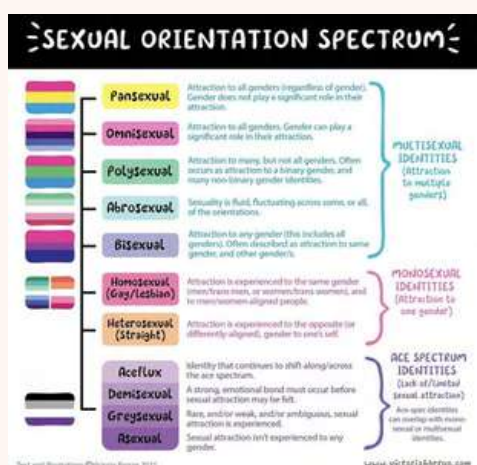 SEXUAL ORIENTATION SPECTRUM
Pansexual
Attraction to all genders (regardless of gender).
Gender does not play a significant role in their
attraction.
Omnisexual
Attraction to all genders. Gender can play a
significant role in their attraction.
Polysexual
Attraction to many, but not all genders. Often
occurs as attraction to a binary gender, and
many non-binary gender identities.
Abrosexual
Sexuality is fluid, fluctuating across some, or all,
of the orientations.
Bisexual
Attraction to any gender (this includes all
genders). Often described as attraction to same
gender, and other gender/s.
MULTISEXUAL
IDENTITIES
(Attraction
to multiple
genders)
Homosexual
(Gay/Lesbian)
Attraction is experienced to the same gender
(men/trans men, or women/trans women), and
to men/women-aligned people.
Heterosexual
(Straight)
Attraction is experienced to the opposite (or
differently-aligned), gender to one's self.
MONOSEXUAL
IDENTITIES
(Attraction to
one gender)
Aceflux
Identity that continues to shift along/across
the ace spectrum.
Demisexual
A strong, emotional bond must occur before
sexual attraction may be felt.
Greysexual
Rare, and/or weak, and/or ambiguous, sexual
attraction is experienced.
Asexual
Sexual attraction isn't experienced to any
gender.
ACE SPECTRUM
IDENTITIES
(Lack of/limited
sexual attraction)
Ace-spec identities
can overlap with mono-
sexual or multisexual
identities.